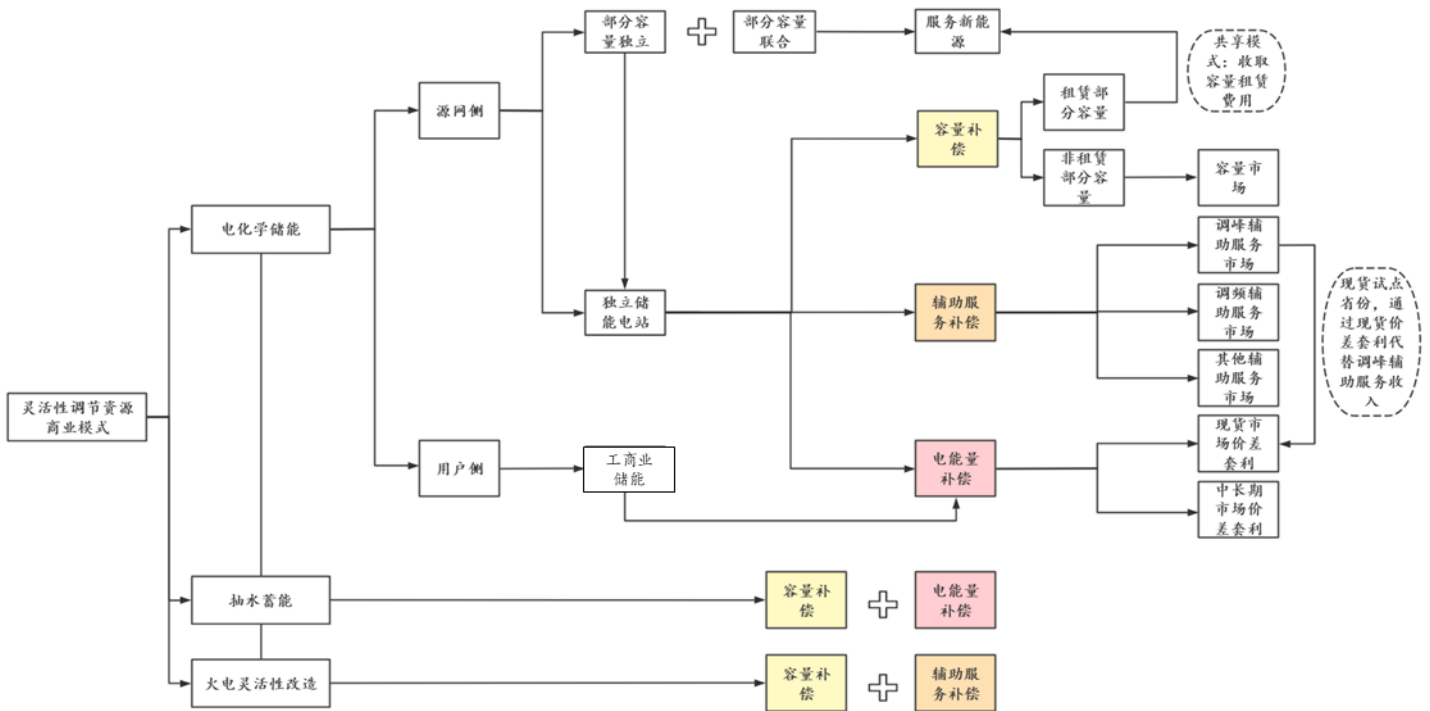 部分容
量独立
部分容量
联合
服务新能
源
共享模
式：收取
容量租赁
费用
源网侧
租赁部
分容量
容量补
偿
非租赁
部分容
量
容量市
场
电化学储能
调峰辅
助服务
市场
独立储
能电站
辅助服
务补偿
调频辅
助服务
市场
现货试点
省份，通
过现货价
差套利代
替调峰辅
助服务收
入
其他辅
助服务
市场
灵活性调节资源
商业模式
用户侧
工商业
储能
电能量
补偿
现货市
场价差
套利
中长期
市场价
差套利
抽水蓄能
容量补
偿
电能量
补偿
火电灵活性改造
容量补
偿
辅助服
务补偿